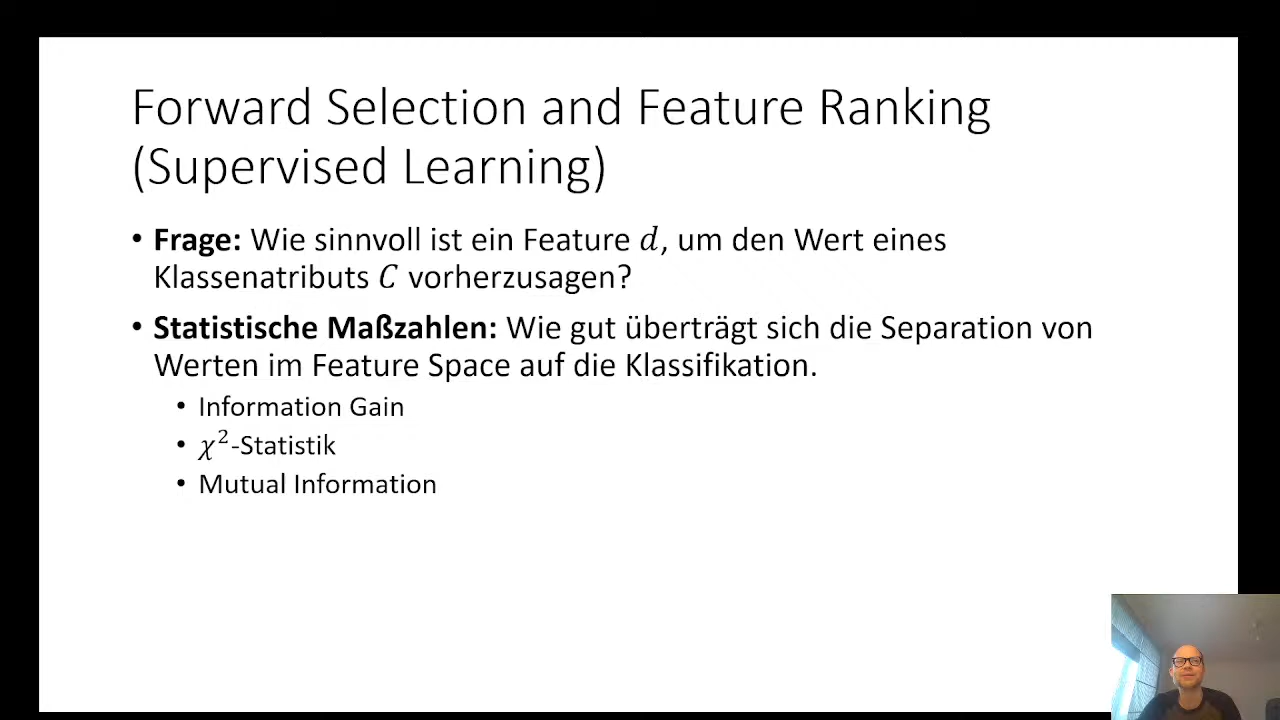 Forward Selection and Feature Ranking
(Supervised Learning)
• Frage: Wie sinnvoll ist ein Feature d, um den Wert eines
Klassenatributs C vorherzusagen?
• Statistische Maßzahlen: Wie gut überträgt sich die Separation von
Werten im Feature Space auf die Klassifikation.
• Information Gain
• χ²-Statistik
• Mutual Information